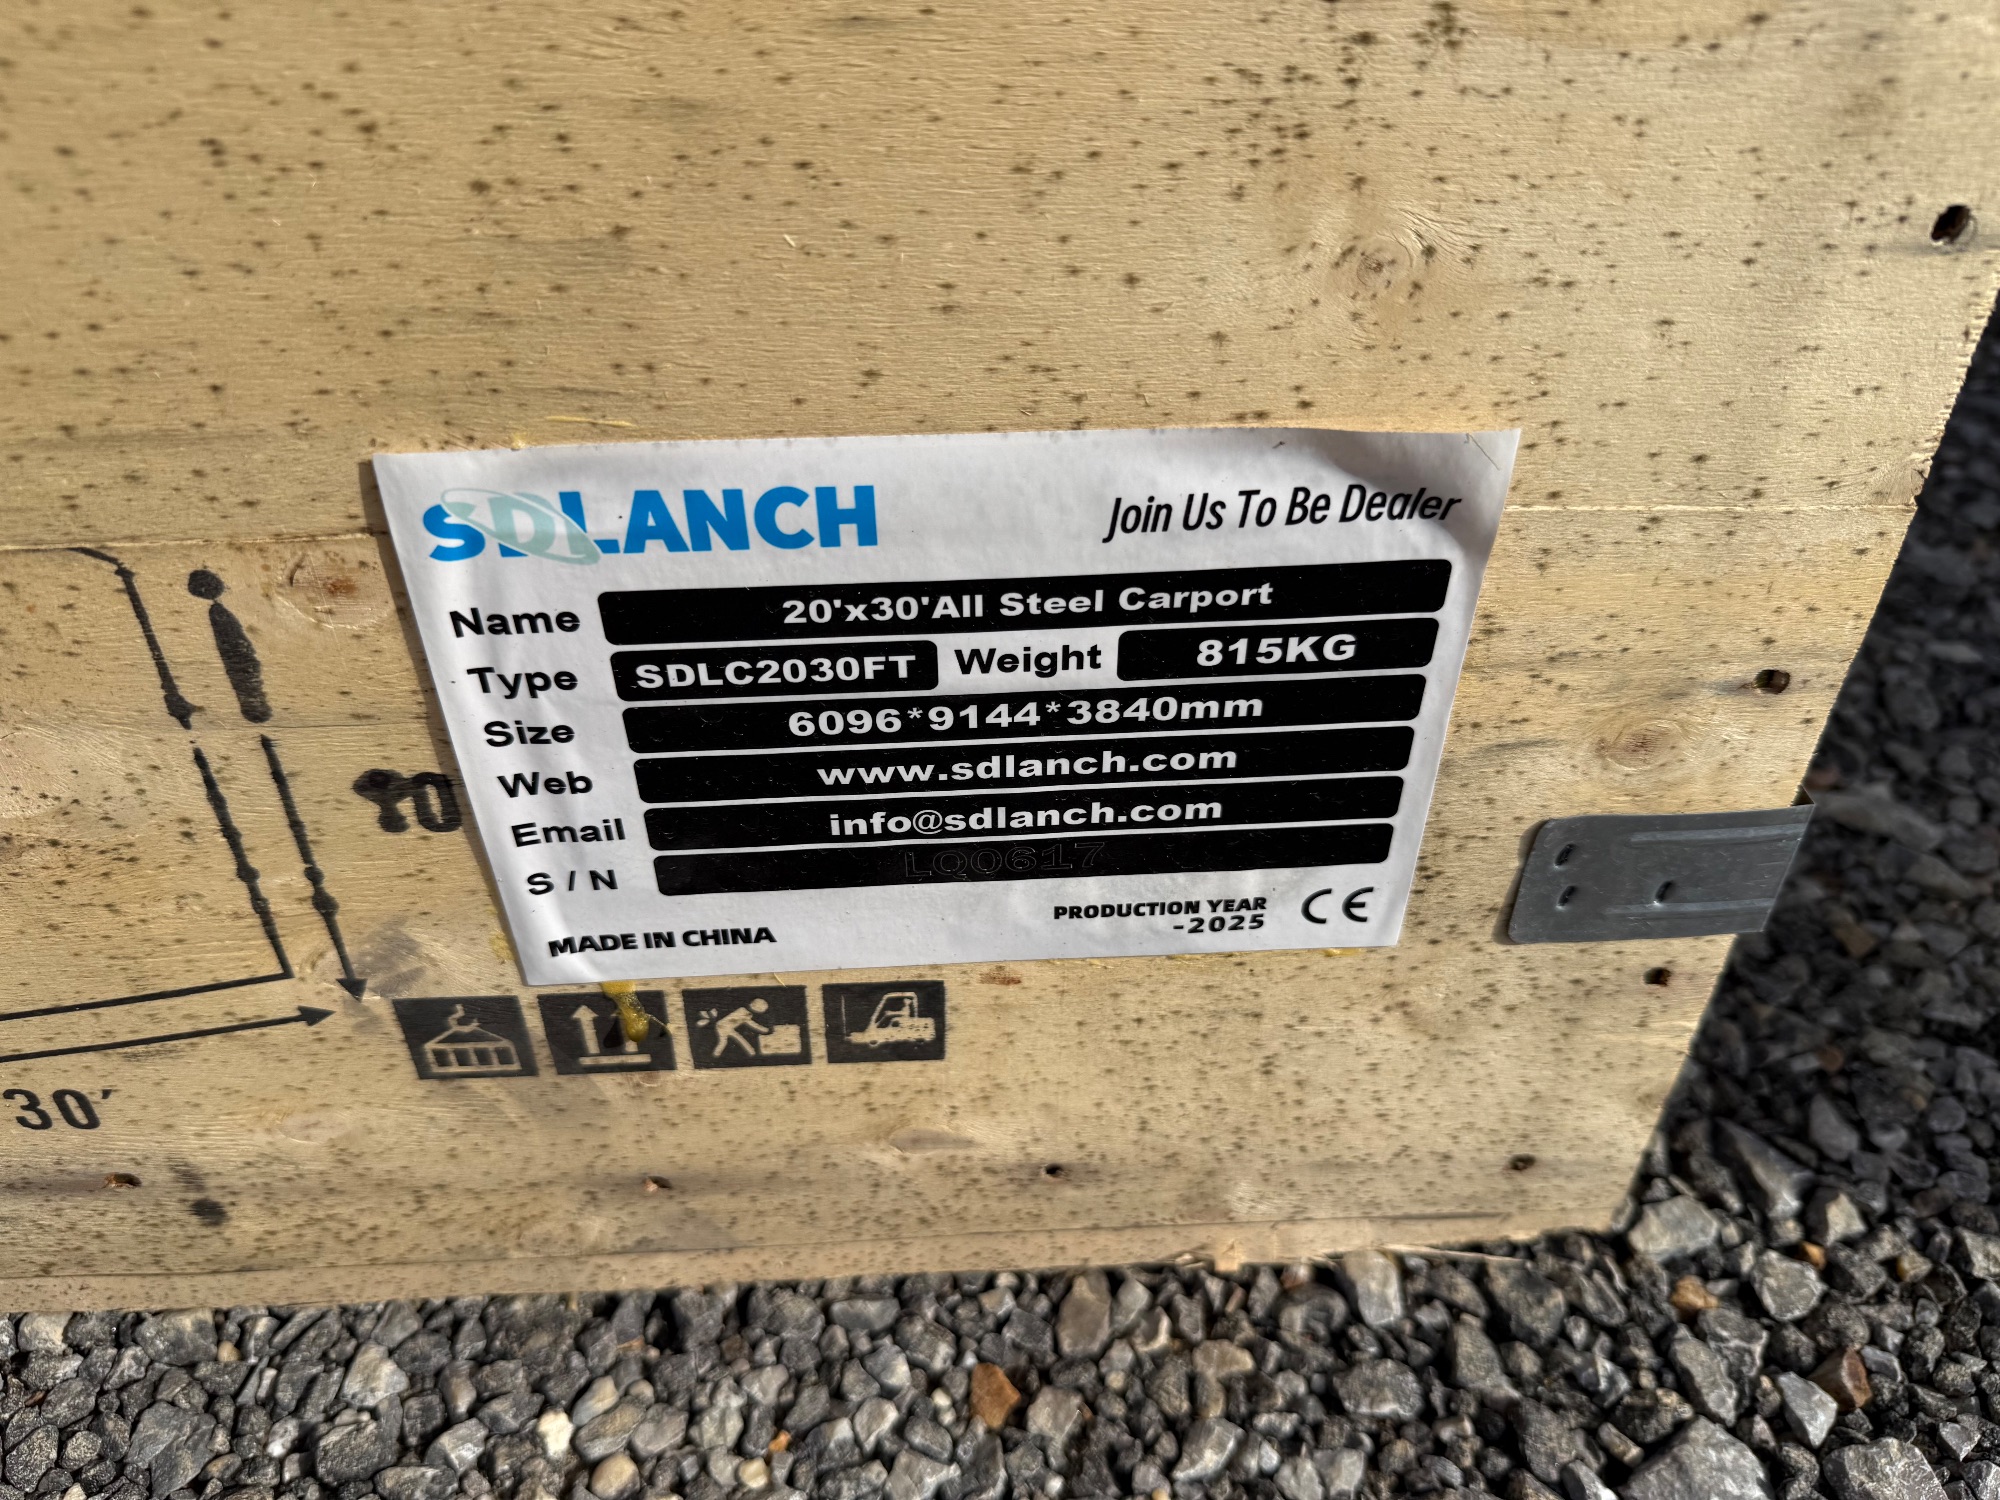 SDLANCH
Join Us To Be Dealer
Name 20'x30'All Steel Carport
Type SDLC2030FT Weight 815KG
Size 6096*9144*3840mm
Web www.sdlanch.com
Email info@sdlanch.com
S / N LQ0617
MADE IN CHINA
PRODUCTION YEAR
-2025
CE
30'